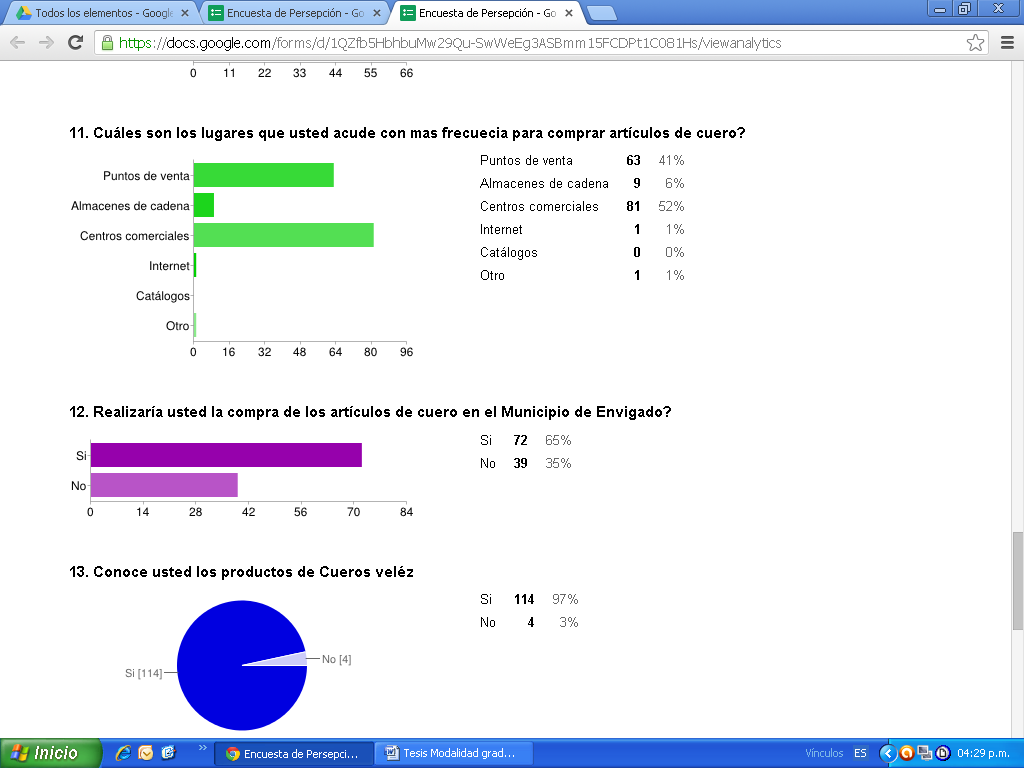 Todos los elementos - Google
Encuesta de Percepción - Go
Encuesta de Percepción - Go
https://docs.google.com/forms/d/1QZfb5HbhbuMw29Qu-SwWeEg3ASBmm15FCDPt1C081Hs/viewanalytics
0 11 22 33 44 55 66
11. Cuáles son los lugares que usted acude con mas frecuecia para comprar artículos de cuero?
Puntos de venta
Almacenes de cadena
Centros comerciales
Internet
Catálogos
Otro
0 16 32 48 64 80 96
Puntos de venta 63 41%
Almacenes de cadena 9 6%
Centros comerciales 81 52%
Internet 1 1%
Catálogos 0 0%
Otro 1 1%
12. Realizaría usted la compra de los artículos de cuero en el Municipio de Envigado?
Si
No
0 14 28 42 56 70 84
Si 72 65%
No 39 35%
13. Conoce usted los productos de Cueros veléz
Si [114]
No [4]
Si 114 97%
No 4 3%
Inicio
Encuesta de Percepci...
Tesis Modalidad grad...
Vínculos
ES
04:29 p.m.